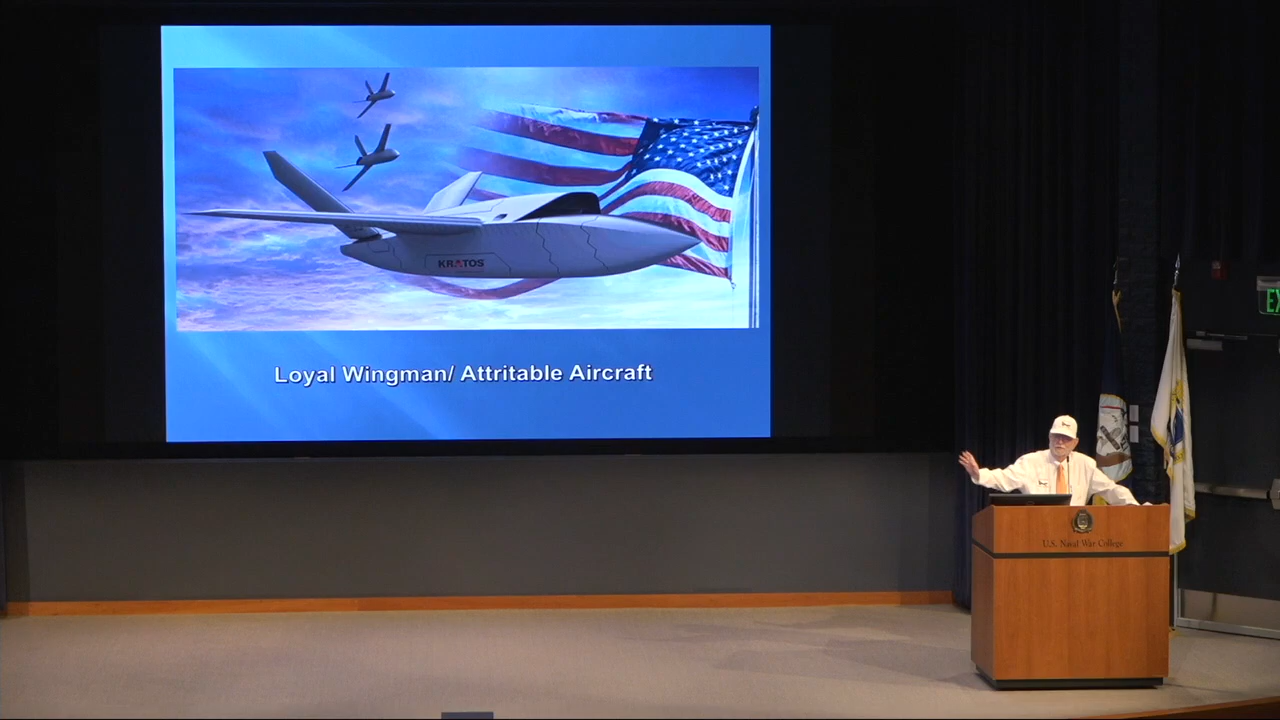 KRATOS
Loyal Wingman/ Attritable Aircraft
U.S. Naval War College
EX